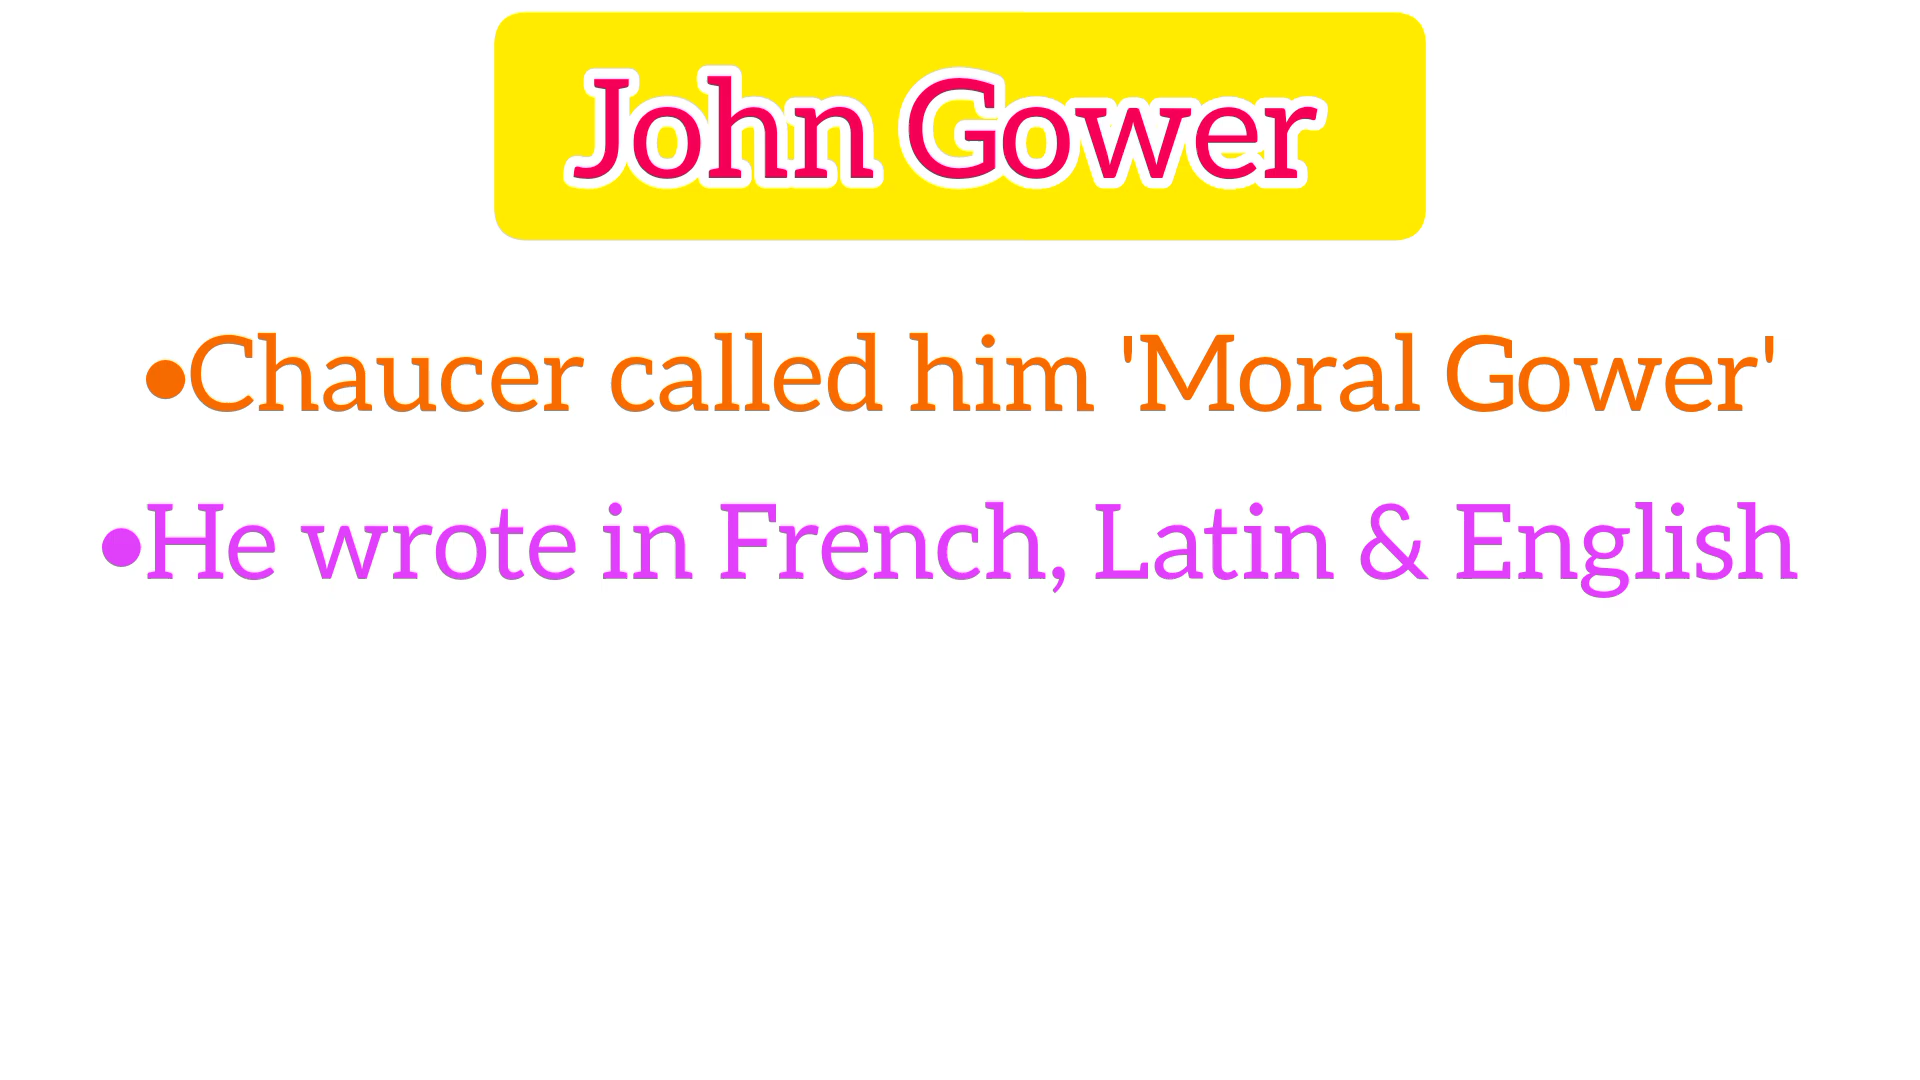 John Gower
•Chaucer called him 'Moral Gower'
•He wrote in French, Latin & English